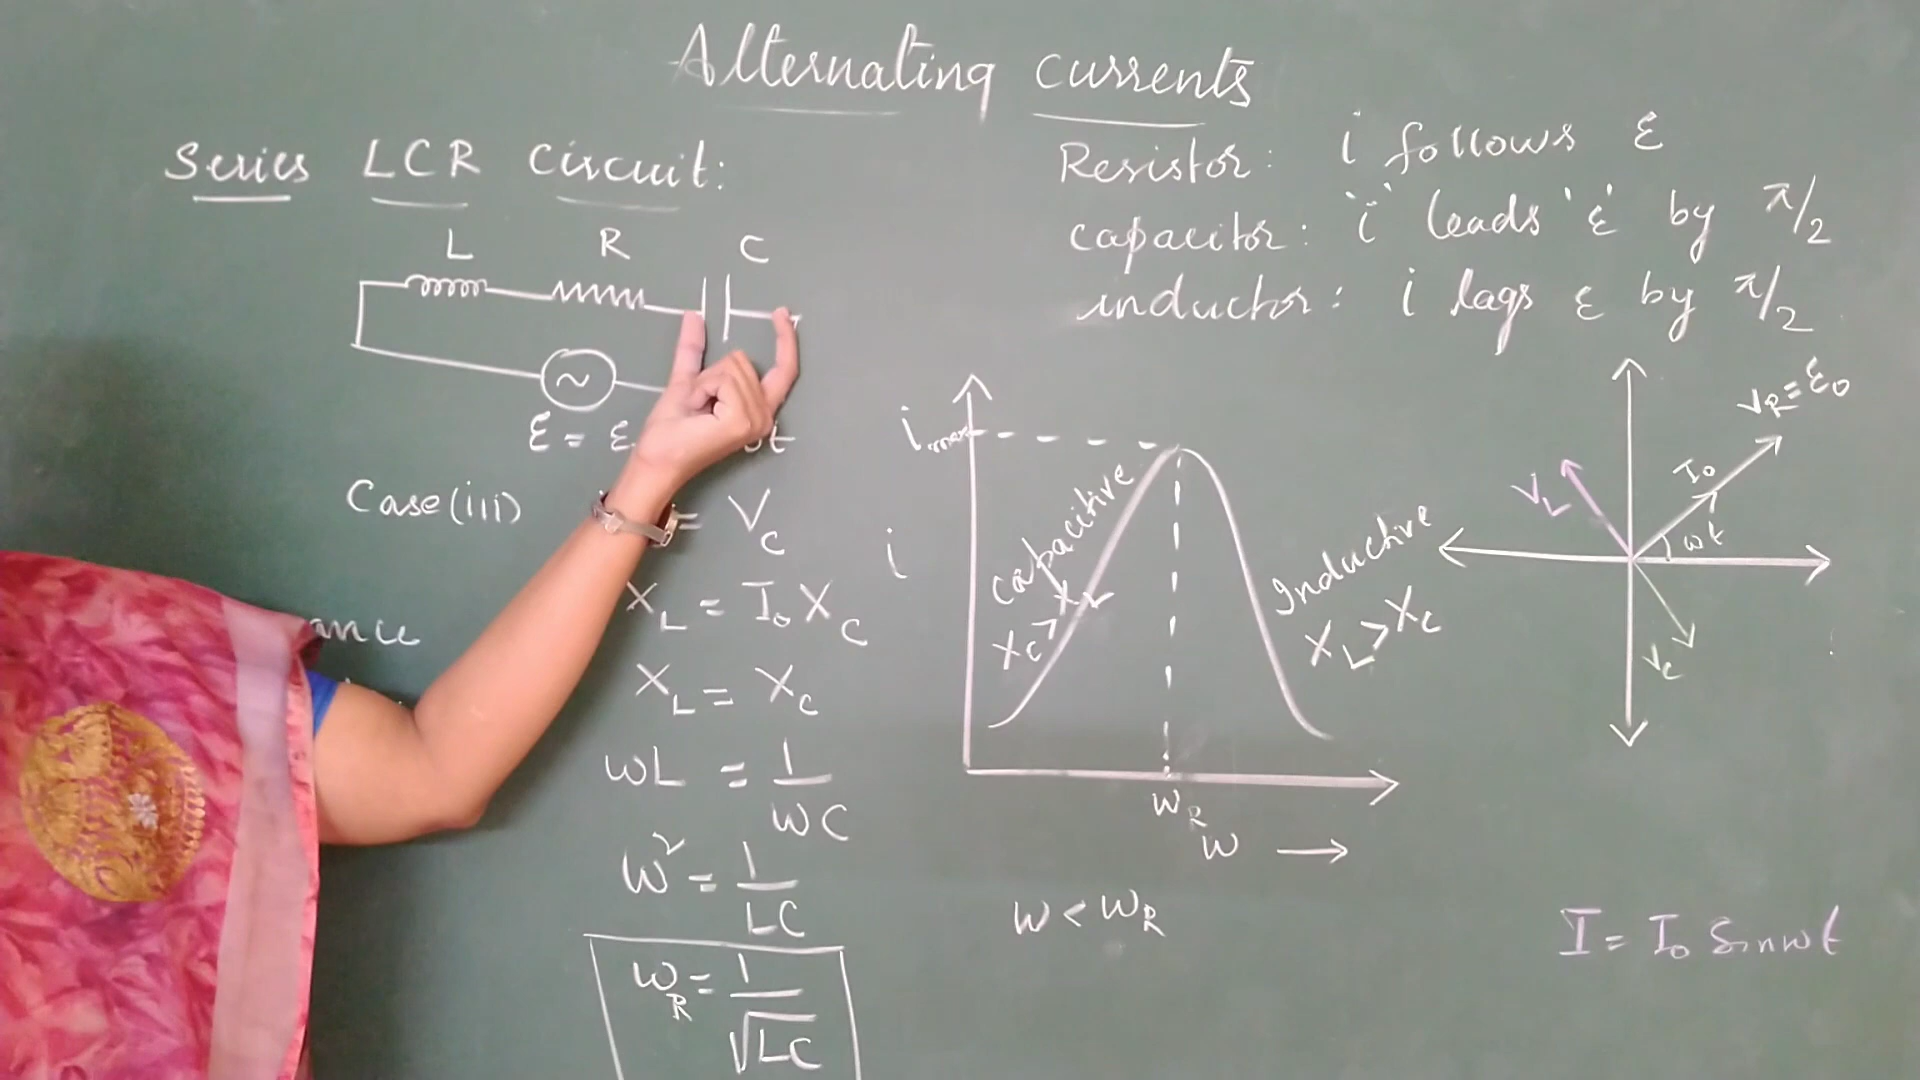 Alternating currents
Series LCR circuit:
L R C
~
ε = ε t
Case(iii) = V_C
X_L = I₀ X_C
X_L = X_C
ωL = 1/ωC
ω² = 1/LC
ω_R = 1/√LC
Resistor: i follows ε
capacitor: 'i' leads 'ε' by π/2
inductor: i lags ε by π/2
i_max
i
capacitive
X_C > X_L
Inductive
X_L > X_C
ω_R
ω →
ω < ω_R
V_R = ε₀
I₀
ωt
V_L
V_C
I = I₀ Sinωt